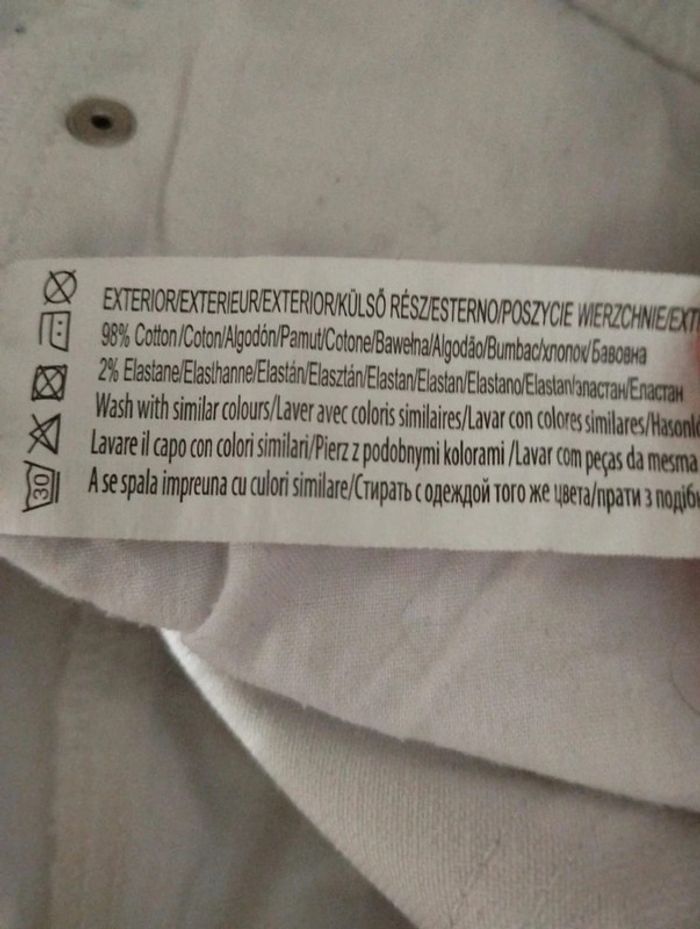 EXTERIOR/EXTERIEUR/EXTERIOR/KÜLSŐ RÉSZ/ESTERNO/POSZYCIE WIERZCHNIE/EXT
98% Cotton/Coton/Algodón/Pamut/Cotone/Bawełna/Algodão/Bumbac/хлопок/Бавовна
2% Elastane/Elasthanne/Elastán/Elasztán/Elastan/Elastan/Elastano/Elastan/эластан/Еластан
Wash with similar colours/Laver avec coloris similaires/Lavar con colores similares/Hasonló
Lavare il capo con colori similari/Pierz z podobnymi kolorami /Lavar com peças da mesma
A se spala impreuna cu culori similare/Стирать с одеждой того же цвета/прати з подіб
30